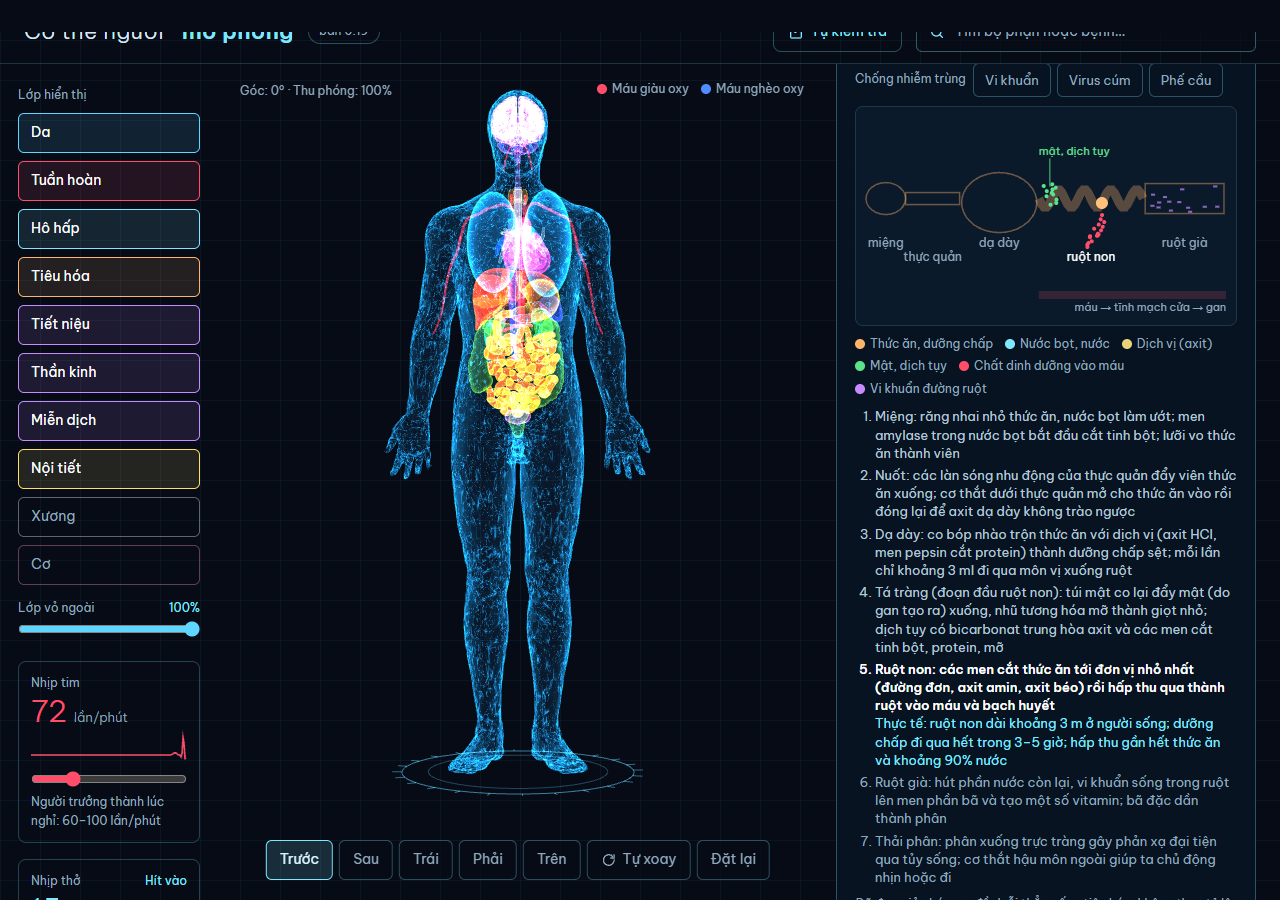 Cơ thể người mô phỏng
Tự kiểm tra
Tìm bộ phận hoặc bệnh...
Lớp hiển thị
Da
Tuần hoàn
Hô hấp
Tiêu hóa
Tiết niệu
Thần kinh
Miễn dịch
Nội tiết
Xương
Cơ
Lớp vỏ ngoài 100%
Nhịp tim
72 lần/phút
Người trưởng thành lúc
nghỉ: 60–100 lần/phút
Nhịp thở Hít vào
Góc: 0° · Thu phóng: 100%
Máu giàu oxy Máu nghèo oxy
Trước Sau Trái Phải Trên Tự xoay Đặt lại
Chống nhiễm trùng Vi khuẩn Virus cúm Phế cầu
mật, dịch tụy
miệng
thực quản
dạ dày
ruột non
ruột già
máu → tĩnh mạch cửa → gan
Thức ăn, dưỡng chấp Nước bọt, nước Dịch vị (axit)
Mật, dịch tụy Chất dinh dưỡng vào máu
Vi khuẩn đường ruột
1. Miệng: răng nhai nhỏ thức ăn, nước bọt làm ướt; men
amylase trong nước bọt bắt đầu cắt tinh bột; lưỡi vo thức
ăn thành viên
2. Nuốt: các làn sóng nhu động của thực quản đẩy viên thức
ăn xuống; cơ thắt dưới thực quản mở cho thức ăn vào rồi
đóng lại để axit dạ dày không trào ngược
3. Dạ dày: co bóp nhào trộn thức ăn với dịch vị (axit HCl,
men pepsin cắt protein) thành dưỡng chấp sệt; mỗi lần
chỉ khoảng 3 ml đi qua môn vị xuống ruột
4. Tá tràng (đoạn đầu ruột non): túi mật co lại đẩy mật (do
gan tạo ra) xuống, nhũ tương hóa mỡ thành giọt nhỏ;
dịch tụy có bicarbonat trung hòa axit và các men cắt
tinh bột, protein, mỡ
5. Ruột non: các men cắt thức ăn tới đơn vị nhỏ nhất
(đường đơn, axit amin, axit béo) rồi hấp thu qua thành
ruột vào máu và bạch huyết
Thực tế: ruột non dài khoảng 3 m ở người sống; dưỡng
chấp đi qua hết trong 3–5 giờ; hấp thu gần hết thức ăn
và khoảng 90% nước
6. Ruột già: hút phần nước còn lại, vi khuẩn sống trong ruột
lên men phần bã và tạo một số vitamin; bã đặc dần
thành phân
7. Thải phân: phân xuống trực tràng gây phản xạ đại tiện
qua tủy sống; cơ thắt hậu môn ngoài giúp ta chủ động
nhịn hoặc đi